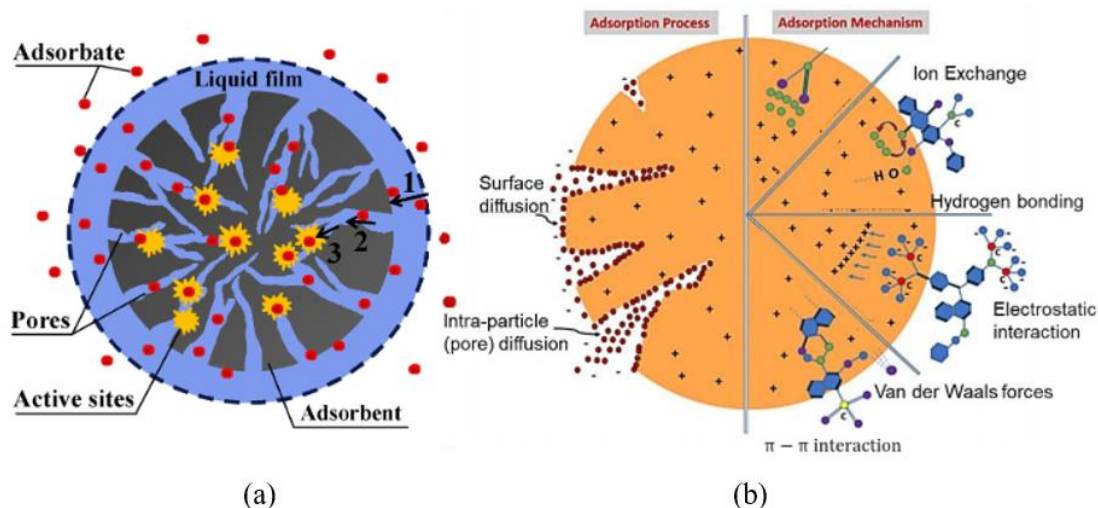 Adsorbate
Liquid film
1
2
3
Pores
Active sites
Adsorbent
(a)
Adsorption Process
Adsorption Mechanism
Ion Exchange
C
H O
Hydrogen bonding
Surface
diffusion
C
C
C
Electrostatic
interaction
Intra-particle
(pore) diffusion
Van der Waals forces
C
π − π interaction
(b)